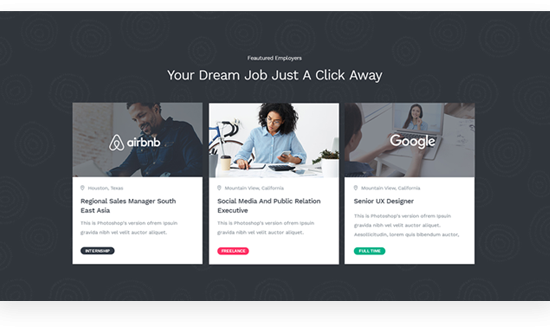 Feautured Employers
Your Dream Job Just A Click Away
airbnb
Google
Houston, Texas
Regional Sales Manager South
East Asia
This is Photoshop's version ofrem ipsum
gravida nibh vel velit auctor aliquet.
INTERNSHIP
Mountain View, California
Social Media And Public Relation
Executive
This is Photoshop's version ofrem ipsum
gravida nibh vel velit auctor aliquet.
FREELANCE
Mountain View, California
Senior UX Designer
This is Photoshop's version ofrem ipsum
gravida nibh vel velit auctor aliquet.
Aesollicitudin, lorem quis bibendum auctor,
FULL TIME